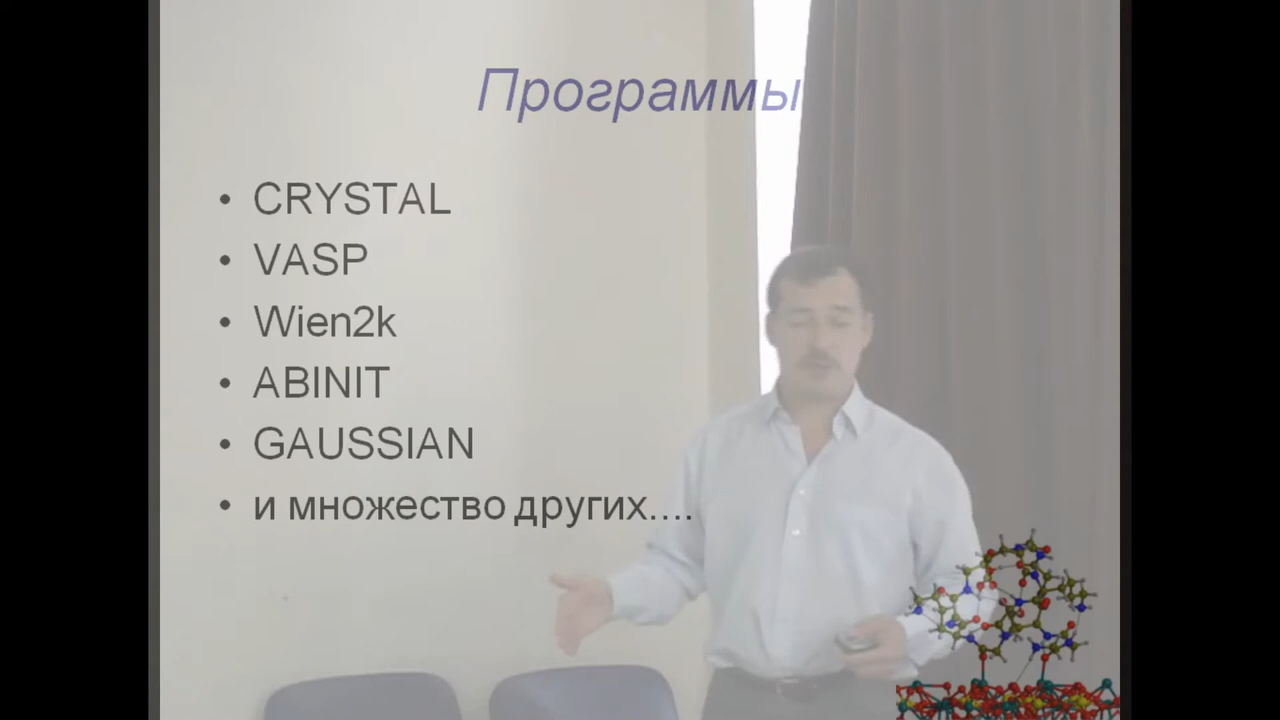 Программы
• CRYSTAL
• VASP
• Wien2k
• ABINIT
• GAUSSIAN
• и множество других....